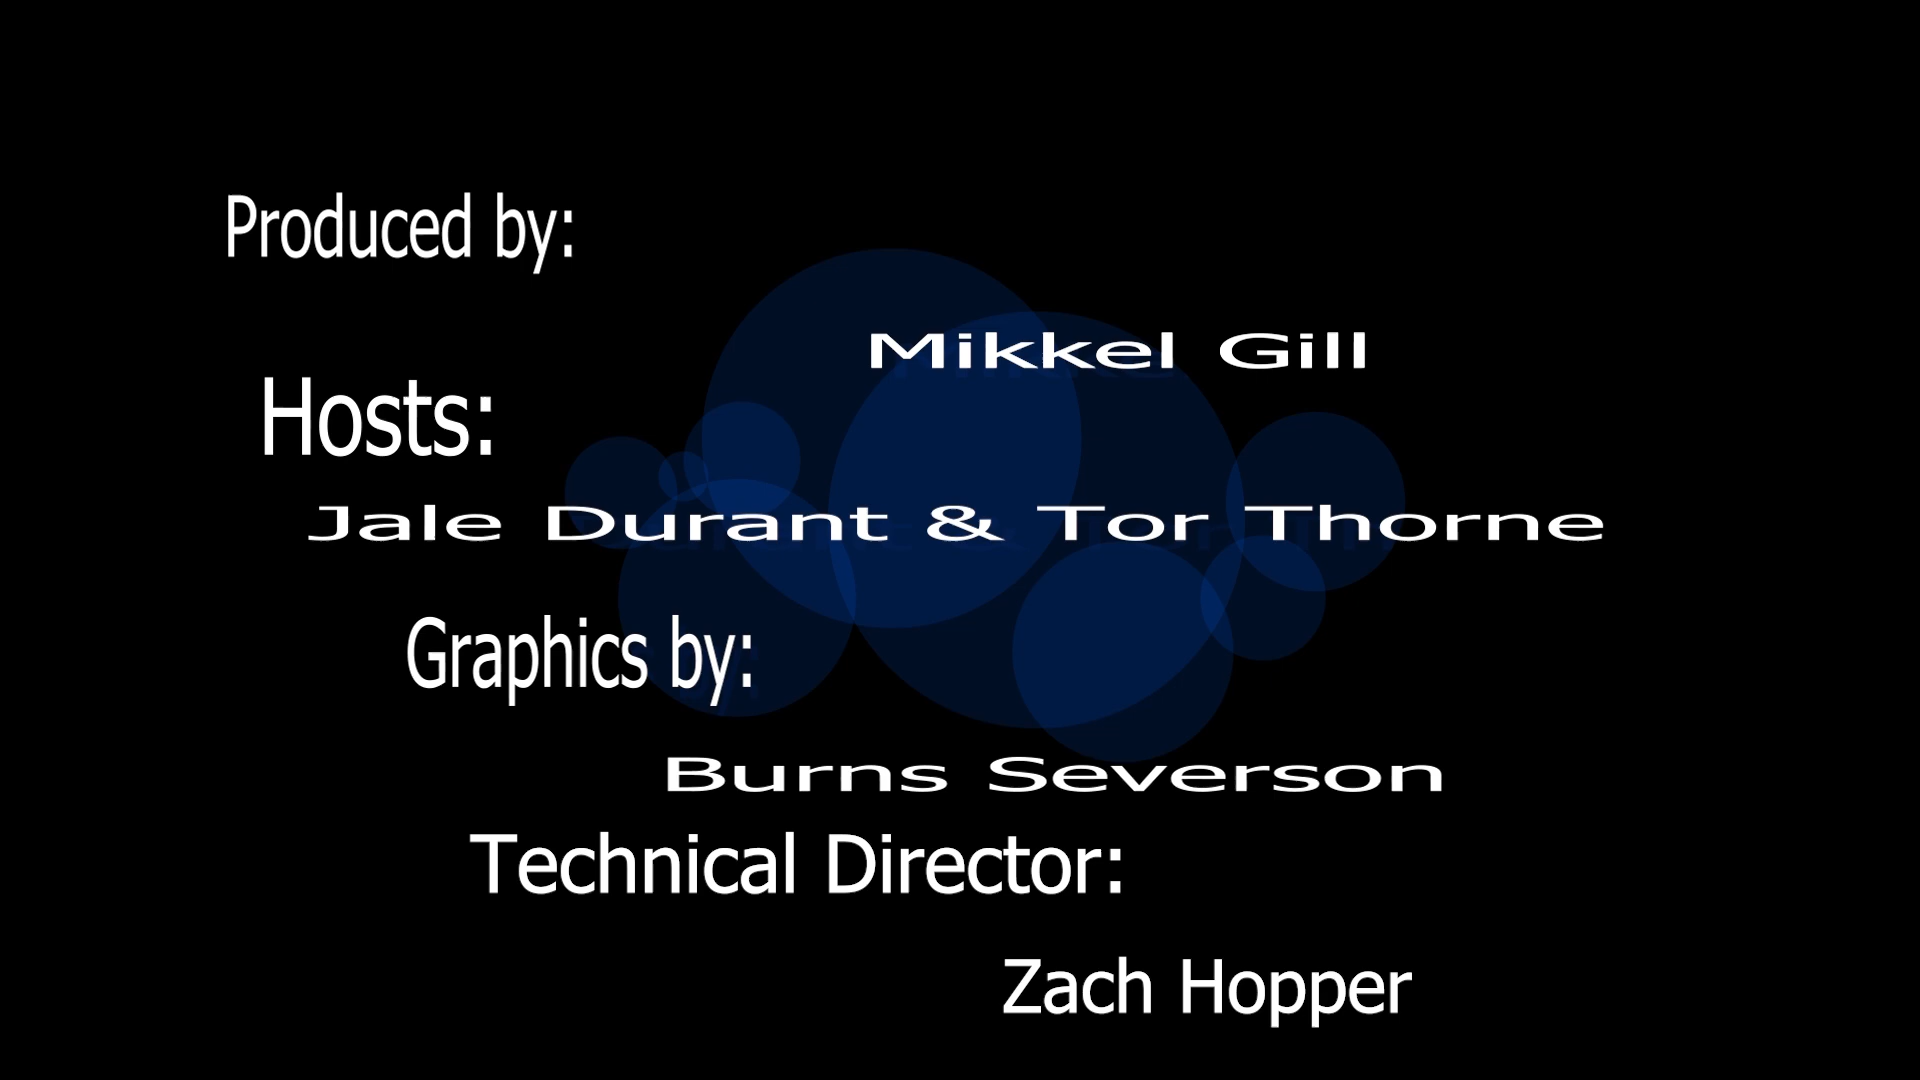 Produced by:
Mikkel Gill
Hosts:
Jale Durant & Tor Thorne
Graphics by:
Burns Severson
Technical Director:
Zach Hopper